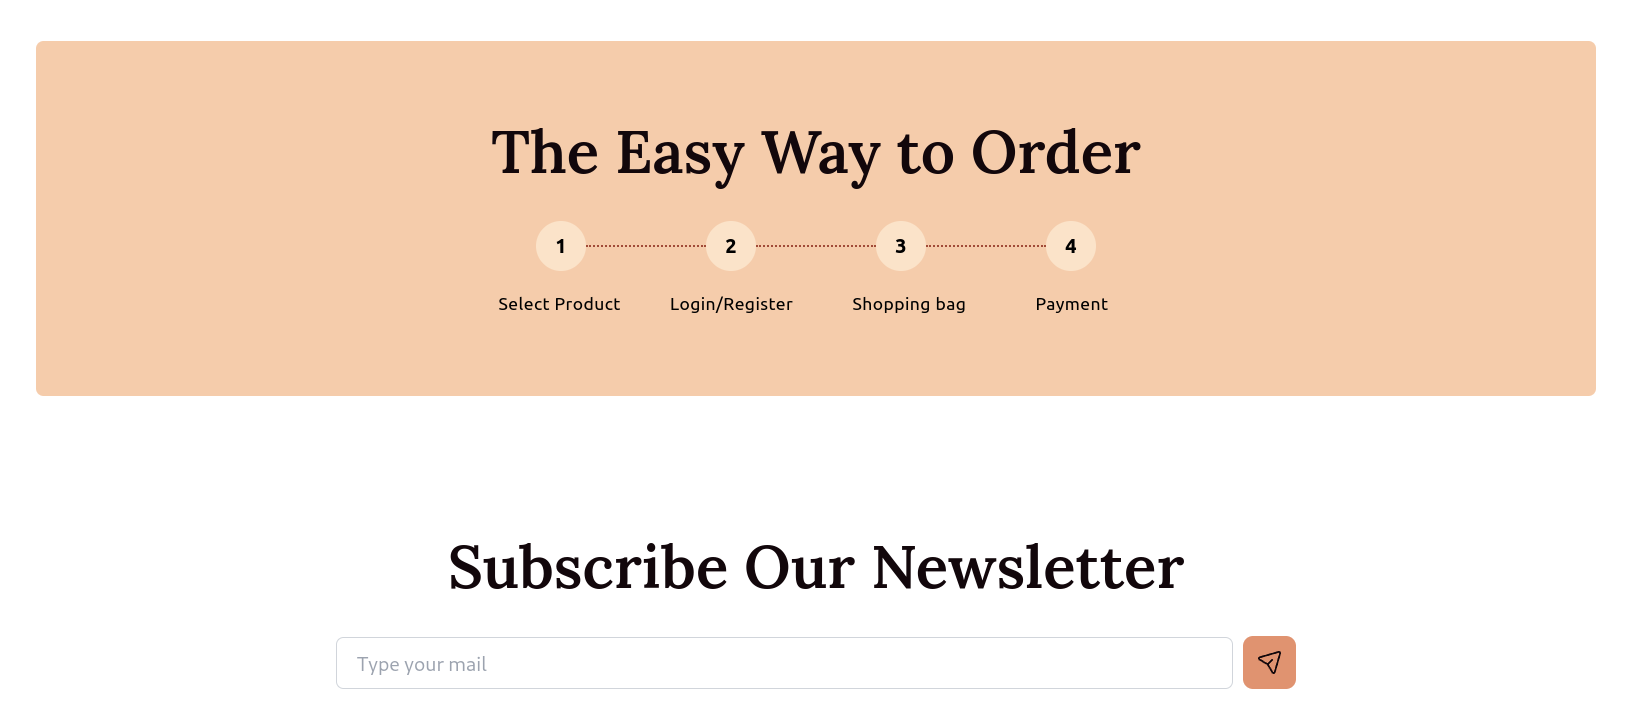 The Easy Way to Order
1 2 3 4
Select Product Login/Register Shopping bag Payment
Subscribe Our Newsletter
Type your mail